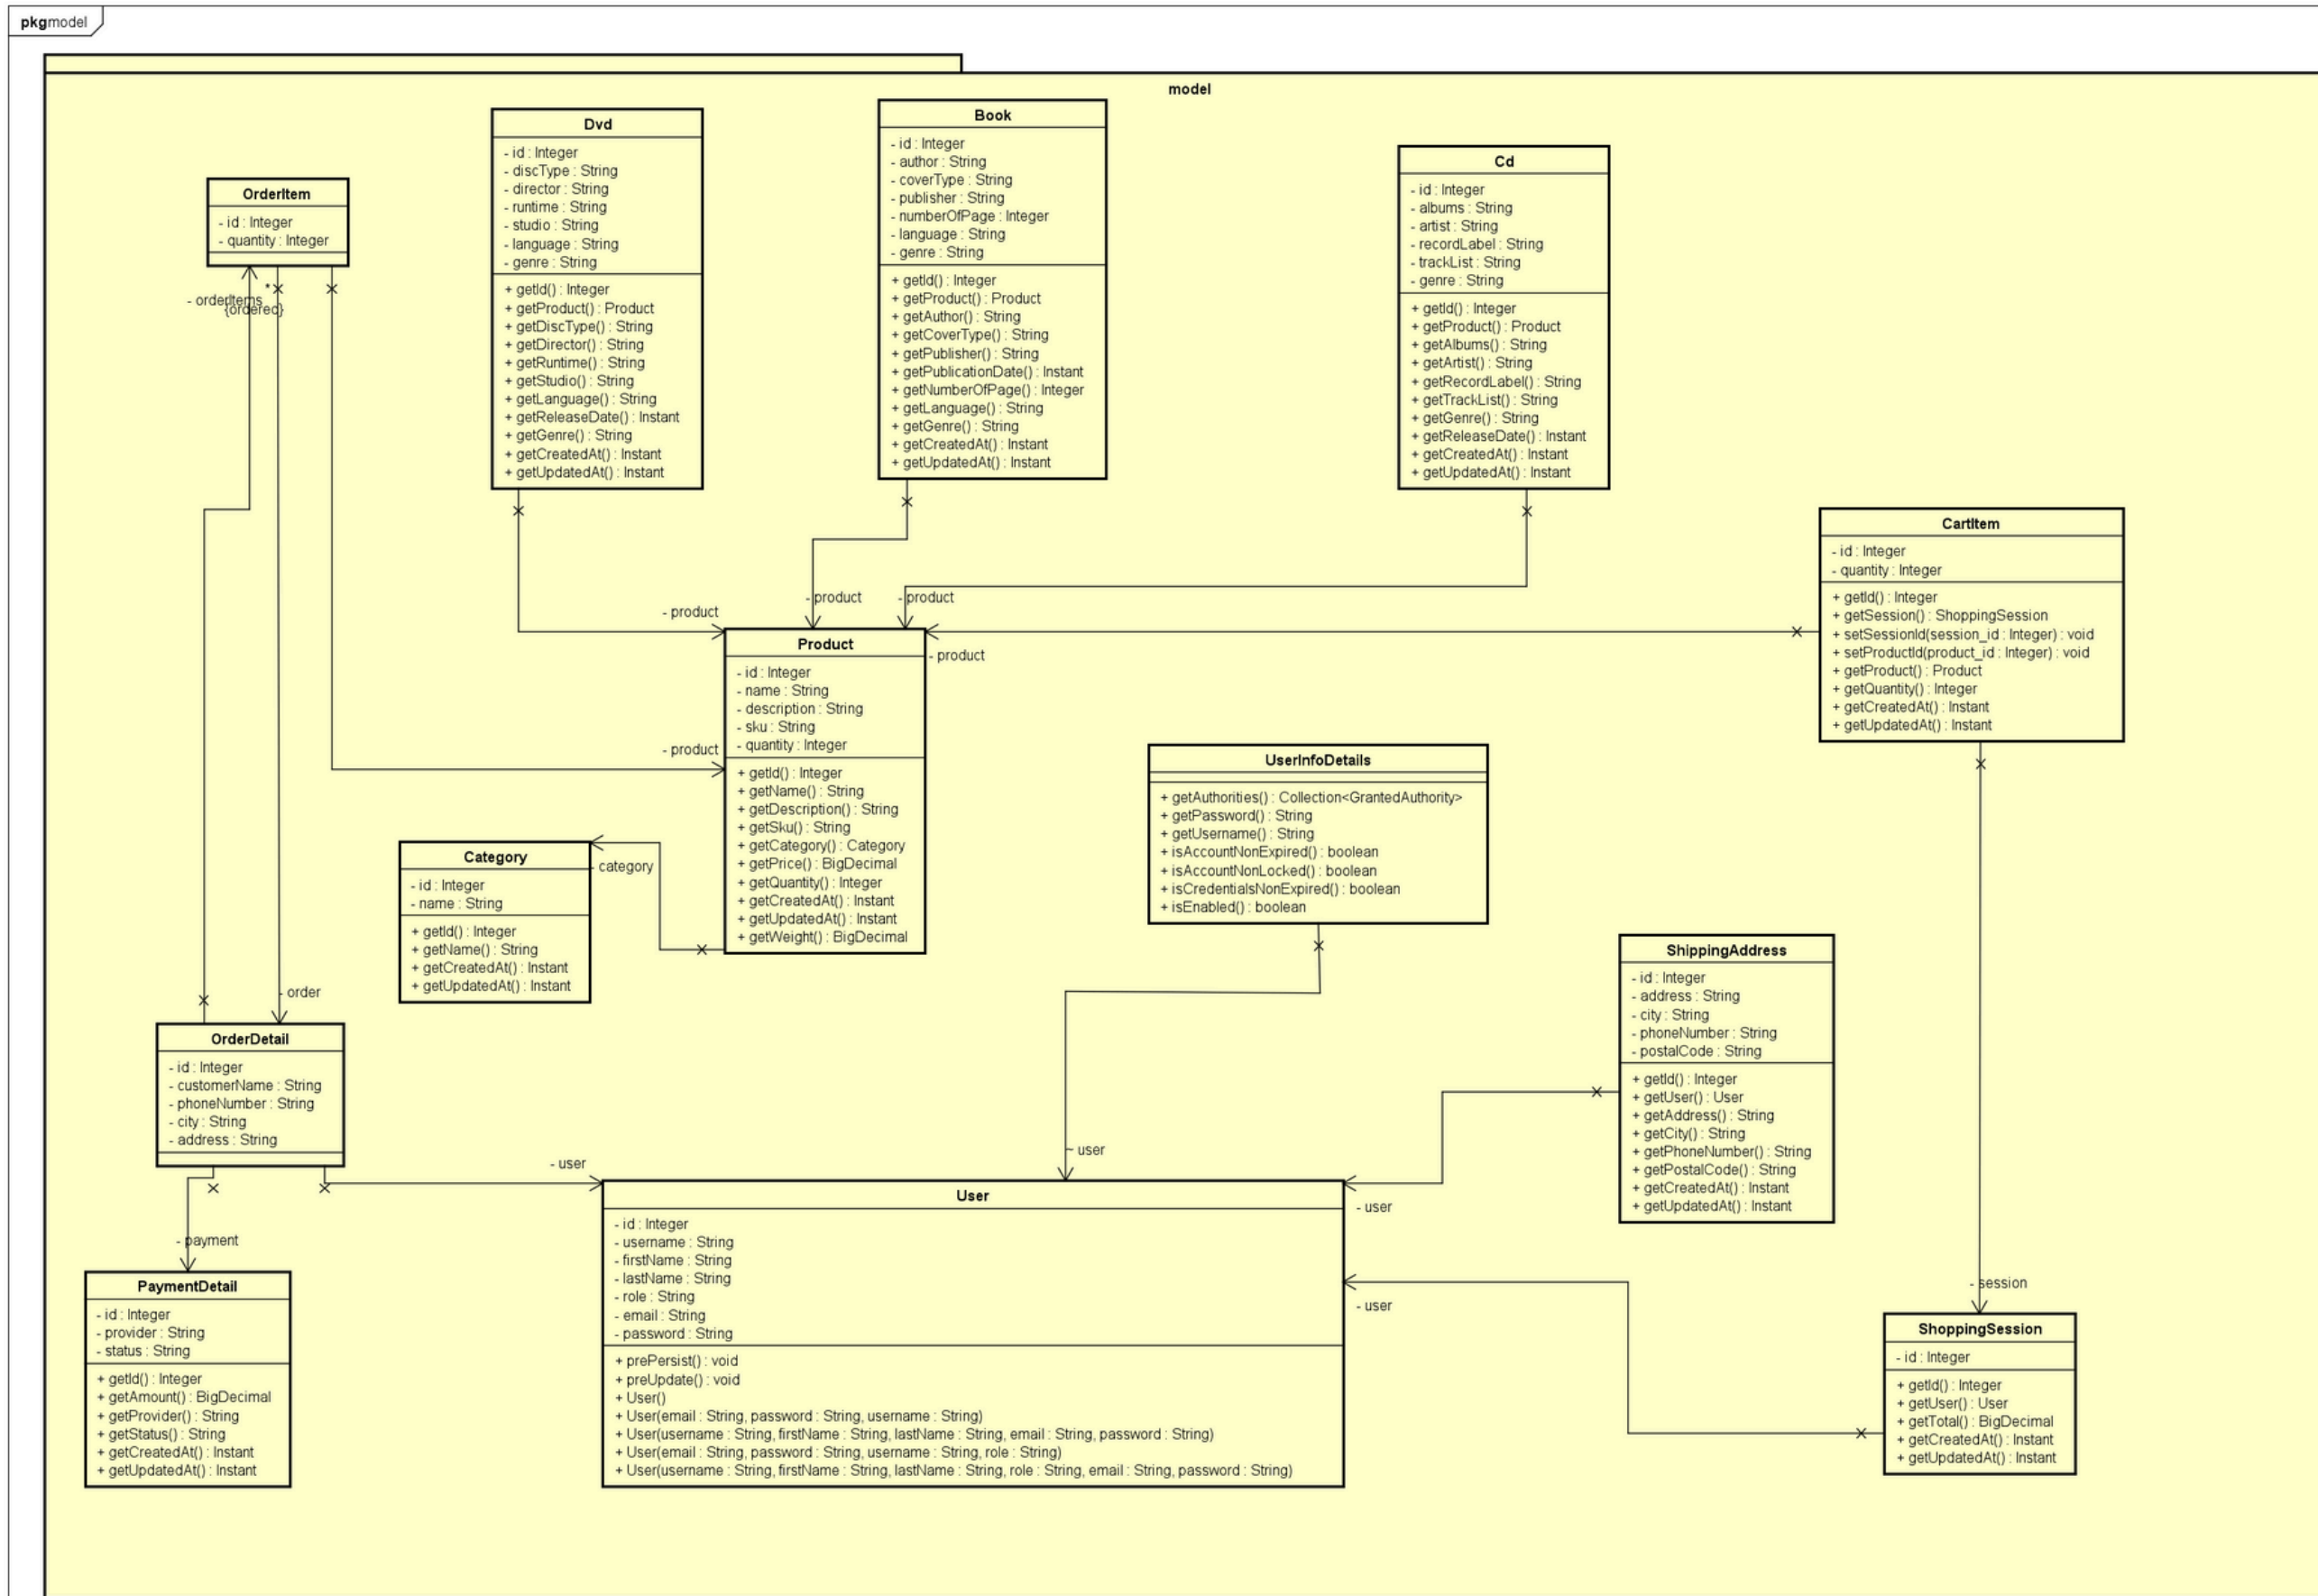 pkg model
model
Dvd
- id : Integer
- discType : String
- director : String
- runtime : String
- studio : String
- language : String
- genre : String
+ getId() : Integer
+ getProduct() : Product
+ getDiscType() : String
+ getDirector() : String
+ getRuntime() : String
+ getStudio() : String
+ getLanguage() : String
+ getReleaseDate() : Instant
+ getGenre() : String
+ getCreatedAt() : Instant
+ getUpdatedAt() : Instant
Book
- id : Integer
- author : String
- coverType : String
- publisher : String
- numberOfPage : Integer
- language : String
- genre : String
+ getId() : Integer
+ getProduct() : Product
+ getAuthor() : String
+ getCoverType() : String
+ getPublisher() : String
+ getPublicationDate() : Instant
+ getNumberOfPage() : Integer
+ getLanguage() : String
+ getGenre() : String
+ getCreatedAt() : Instant
+ getUpdatedAt() : Instant
Cd
- id : Integer
- albums : String
- artist : String
- recordLabel : String
- trackList : String
- genre : String
+ getId() : Integer
+ getProduct() : Product
+ getAlbums() : String
+ getArtist() : String
+ getRecordLabel() : String
+ getTrackList() : String
+ getGenre() : String
+ getReleaseDate() : Instant
+ getCreatedAt() : Instant
+ getUpdatedAt() : Instant
OrderItem
- id : Integer
- quantity : Integer
*
- orderItems
{ordered}
CartItem
- id : Integer
- quantity : Integer
+ getId() : Integer
+ getSession() : ShoppingSession
+ setSessionId(session_id : Integer) : void
+ setProductId(product_id : Integer) : void
+ getProduct() : Product
+ getQuantity() : Integer
+ getCreatedAt() : Instant
+ getUpdatedAt() : Instant
- product
- product
- product
- product
- product
Product
- id : Integer
- name : String
- description : String
- sku : String
- quantity : Integer
+ getId() : Integer
+ getName() : String
+ getDescription() : String
+ getSku() : String
+ getCategory() : Category
+ getPrice() : BigDecimal
+ getQuantity() : Integer
+ getCreatedAt() : Instant
+ getUpdatedAt() : Instant
+ getWeight() : BigDecimal
UserInfoDetails
+ getAuthorities() : Collection<GrantedAuthority>
+ getPassword() : String
+ getUsername() : String
+ isAccountNonExpired() : boolean
+ isAccountNonLocked() : boolean
+ isCredentialsNonExpired() : boolean
+ isEnabled() : boolean
- category
Category
- id : Integer
- name : String
+ getId() : Integer
+ getName() : String
+ getCreatedAt() : Instant
+ getUpdatedAt() : Instant
ShippingAddress
- id : Integer
- address : String
- city : String
- phoneNumber : String
- postalCode : String
+ getId() : Integer
+ getUser() : User
+ getAddress() : String
+ getCity() : String
+ getPhoneNumber() : String
+ getPostalCode() : String
+ getCreatedAt() : Instant
+ getUpdatedAt() : Instant
- order
OrderDetail
- id : Integer
- customerName : String
- phoneNumber : String
- city : String
- address : String
- user
~ user
- user
- user
- payment
PaymentDetail
- id : Integer
- provider : String
- status : String
+ getId() : Integer
+ getAmount() : BigDecimal
+ getProvider() : String
+ getStatus() : String
+ getCreatedAt() : Instant
+ getUpdatedAt() : Instant
User
- id : Integer
- username : String
- firstName : String
- lastName : String
- role : String
- email : String
- password : String
+ prePersist() : void
+ preUpdate() : void
+ User()
+ User(email : String, password : String, username : String)
+ User(username : String, firstName : String, lastName : String, email : String, password : String)
+ User(email : String, password : String, username : String, role : String)
+ User(username : String, firstName : String, lastName : String, role : String, email : String, password : String)
- session
ShoppingSession
- id : Integer
+ getId() : Integer
+ getUser() : User
+ getTotal() : BigDecimal
+ getCreatedAt() : Instant
+ getUpdatedAt() : Instant